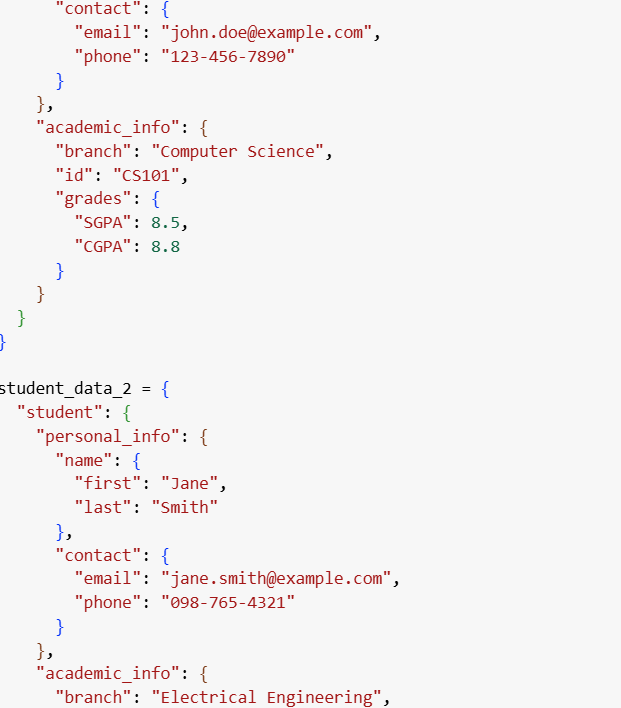 "contact": {
"email": "john.doe@example.com",
"phone": "123-456-7890"
}
},
"academic_info": {
"branch": "Computer Science",
"id": "CS101",
"grades": {
"SGPA": 8.5,
"CGPA": 8.8
}
}
}
}
student_data_2 = {
"student": {
"personal_info": {
"name": {
"first": "Jane",
"last": "Smith"
},
"contact": {
"email": "jane.smith@example.com",
"phone": "098-765-4321"
}
},
"academic_info": {
"branch": "Electrical Engineering",